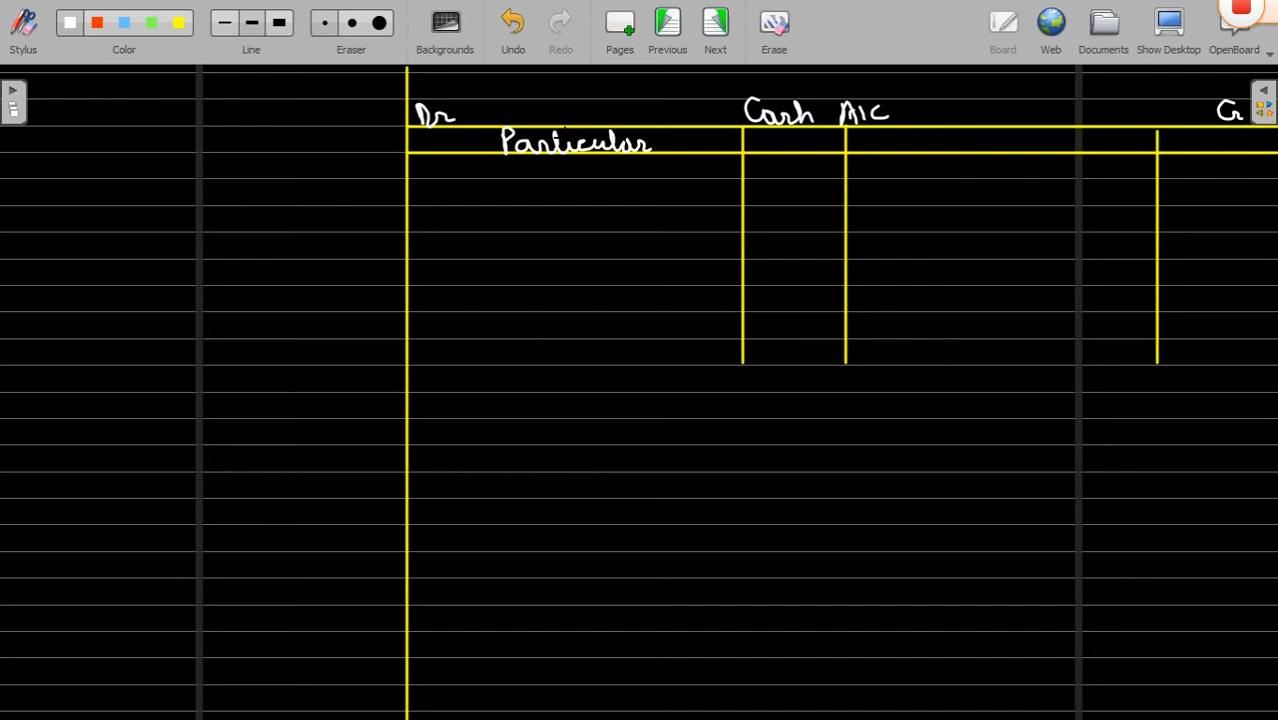 Stylus Color Line Eraser Backgrounds Undo Redo Pages Previous Next Erase Board Web Documents Show Desktop OpenBoard
Dr Cash A/C Cr
Particular